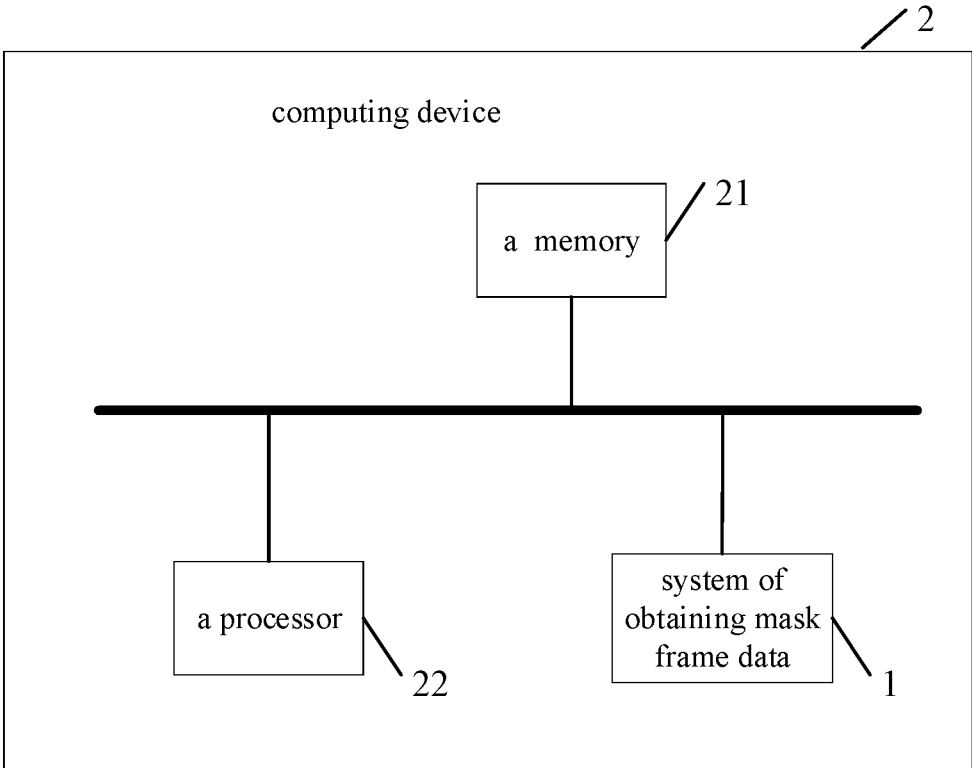 2
computing device
21
a memory
a processor
22
system of
obtaining mask
frame data
1